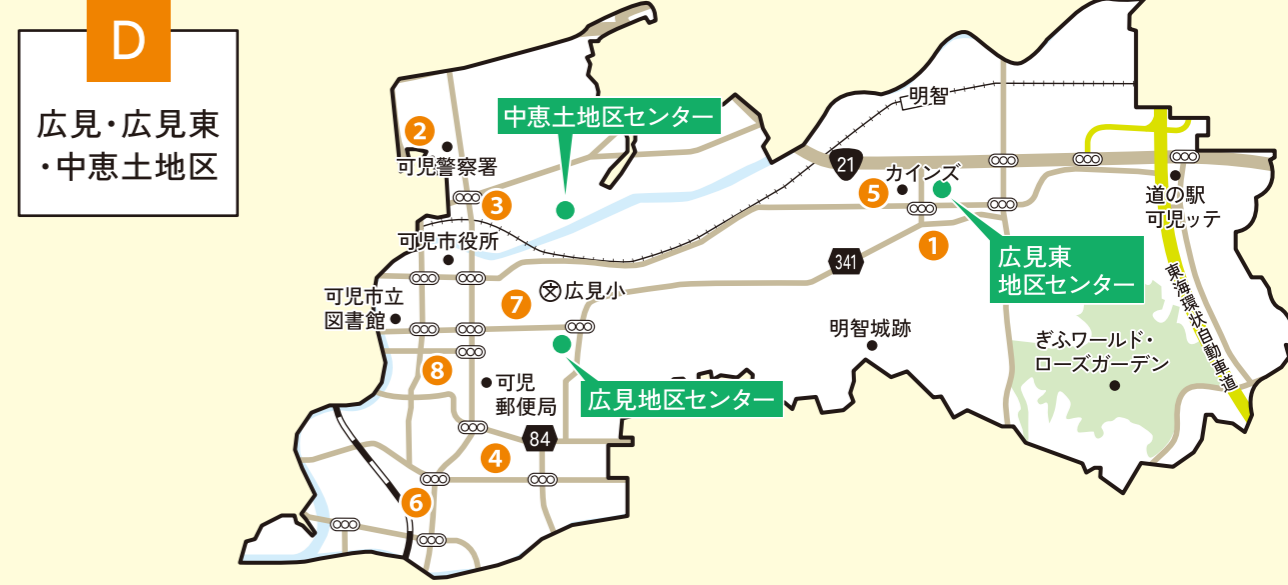 D
広見・広見東
・中恵土地区
中恵土地区センター
明智
2
可児警察署
21
カインズ
5
道の駅
可児ッテ
3
可児市役所
1
広見東
地区センター
341
可児市立
図書館
7
文広見小
東海環状自動車道
明智城跡
ぎふワールド・
ローズガーデン
8
可児
郵便局
広見地区センター
84
4
6